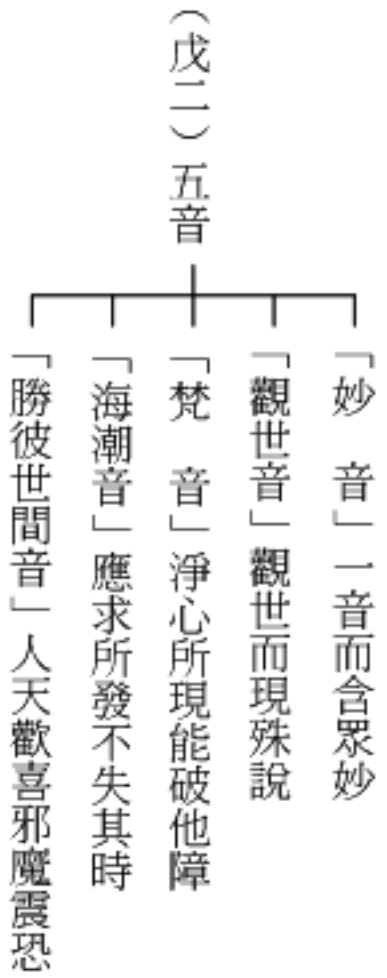 （戊二）五音
「妙　音」一音而含眾妙
「觀世音」觀世而現殊說
「梵　音」淨心所現能破他障
「海潮音」應求所發不失其時
「勝彼世間音」人天歡喜邪魔震恐